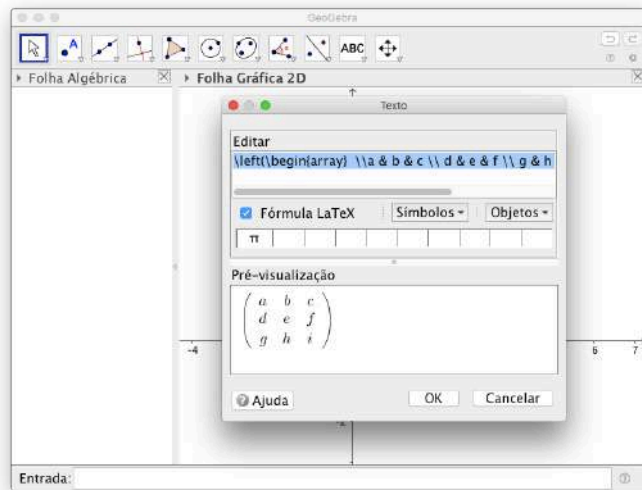 GeoGebra
A
ABC
Folha Algébrica
Folha Gráfica 2D
Texto
Editar
\left(\begin{array} \\a & b & c \\ d & e & f \\ g & h
Fórmula LaTeX Símbolos Objetos
π
Pré-visualização
a b c
d e f
g h i
-4 6 7
Ajuda OK Cancelar
-2
Entrada: